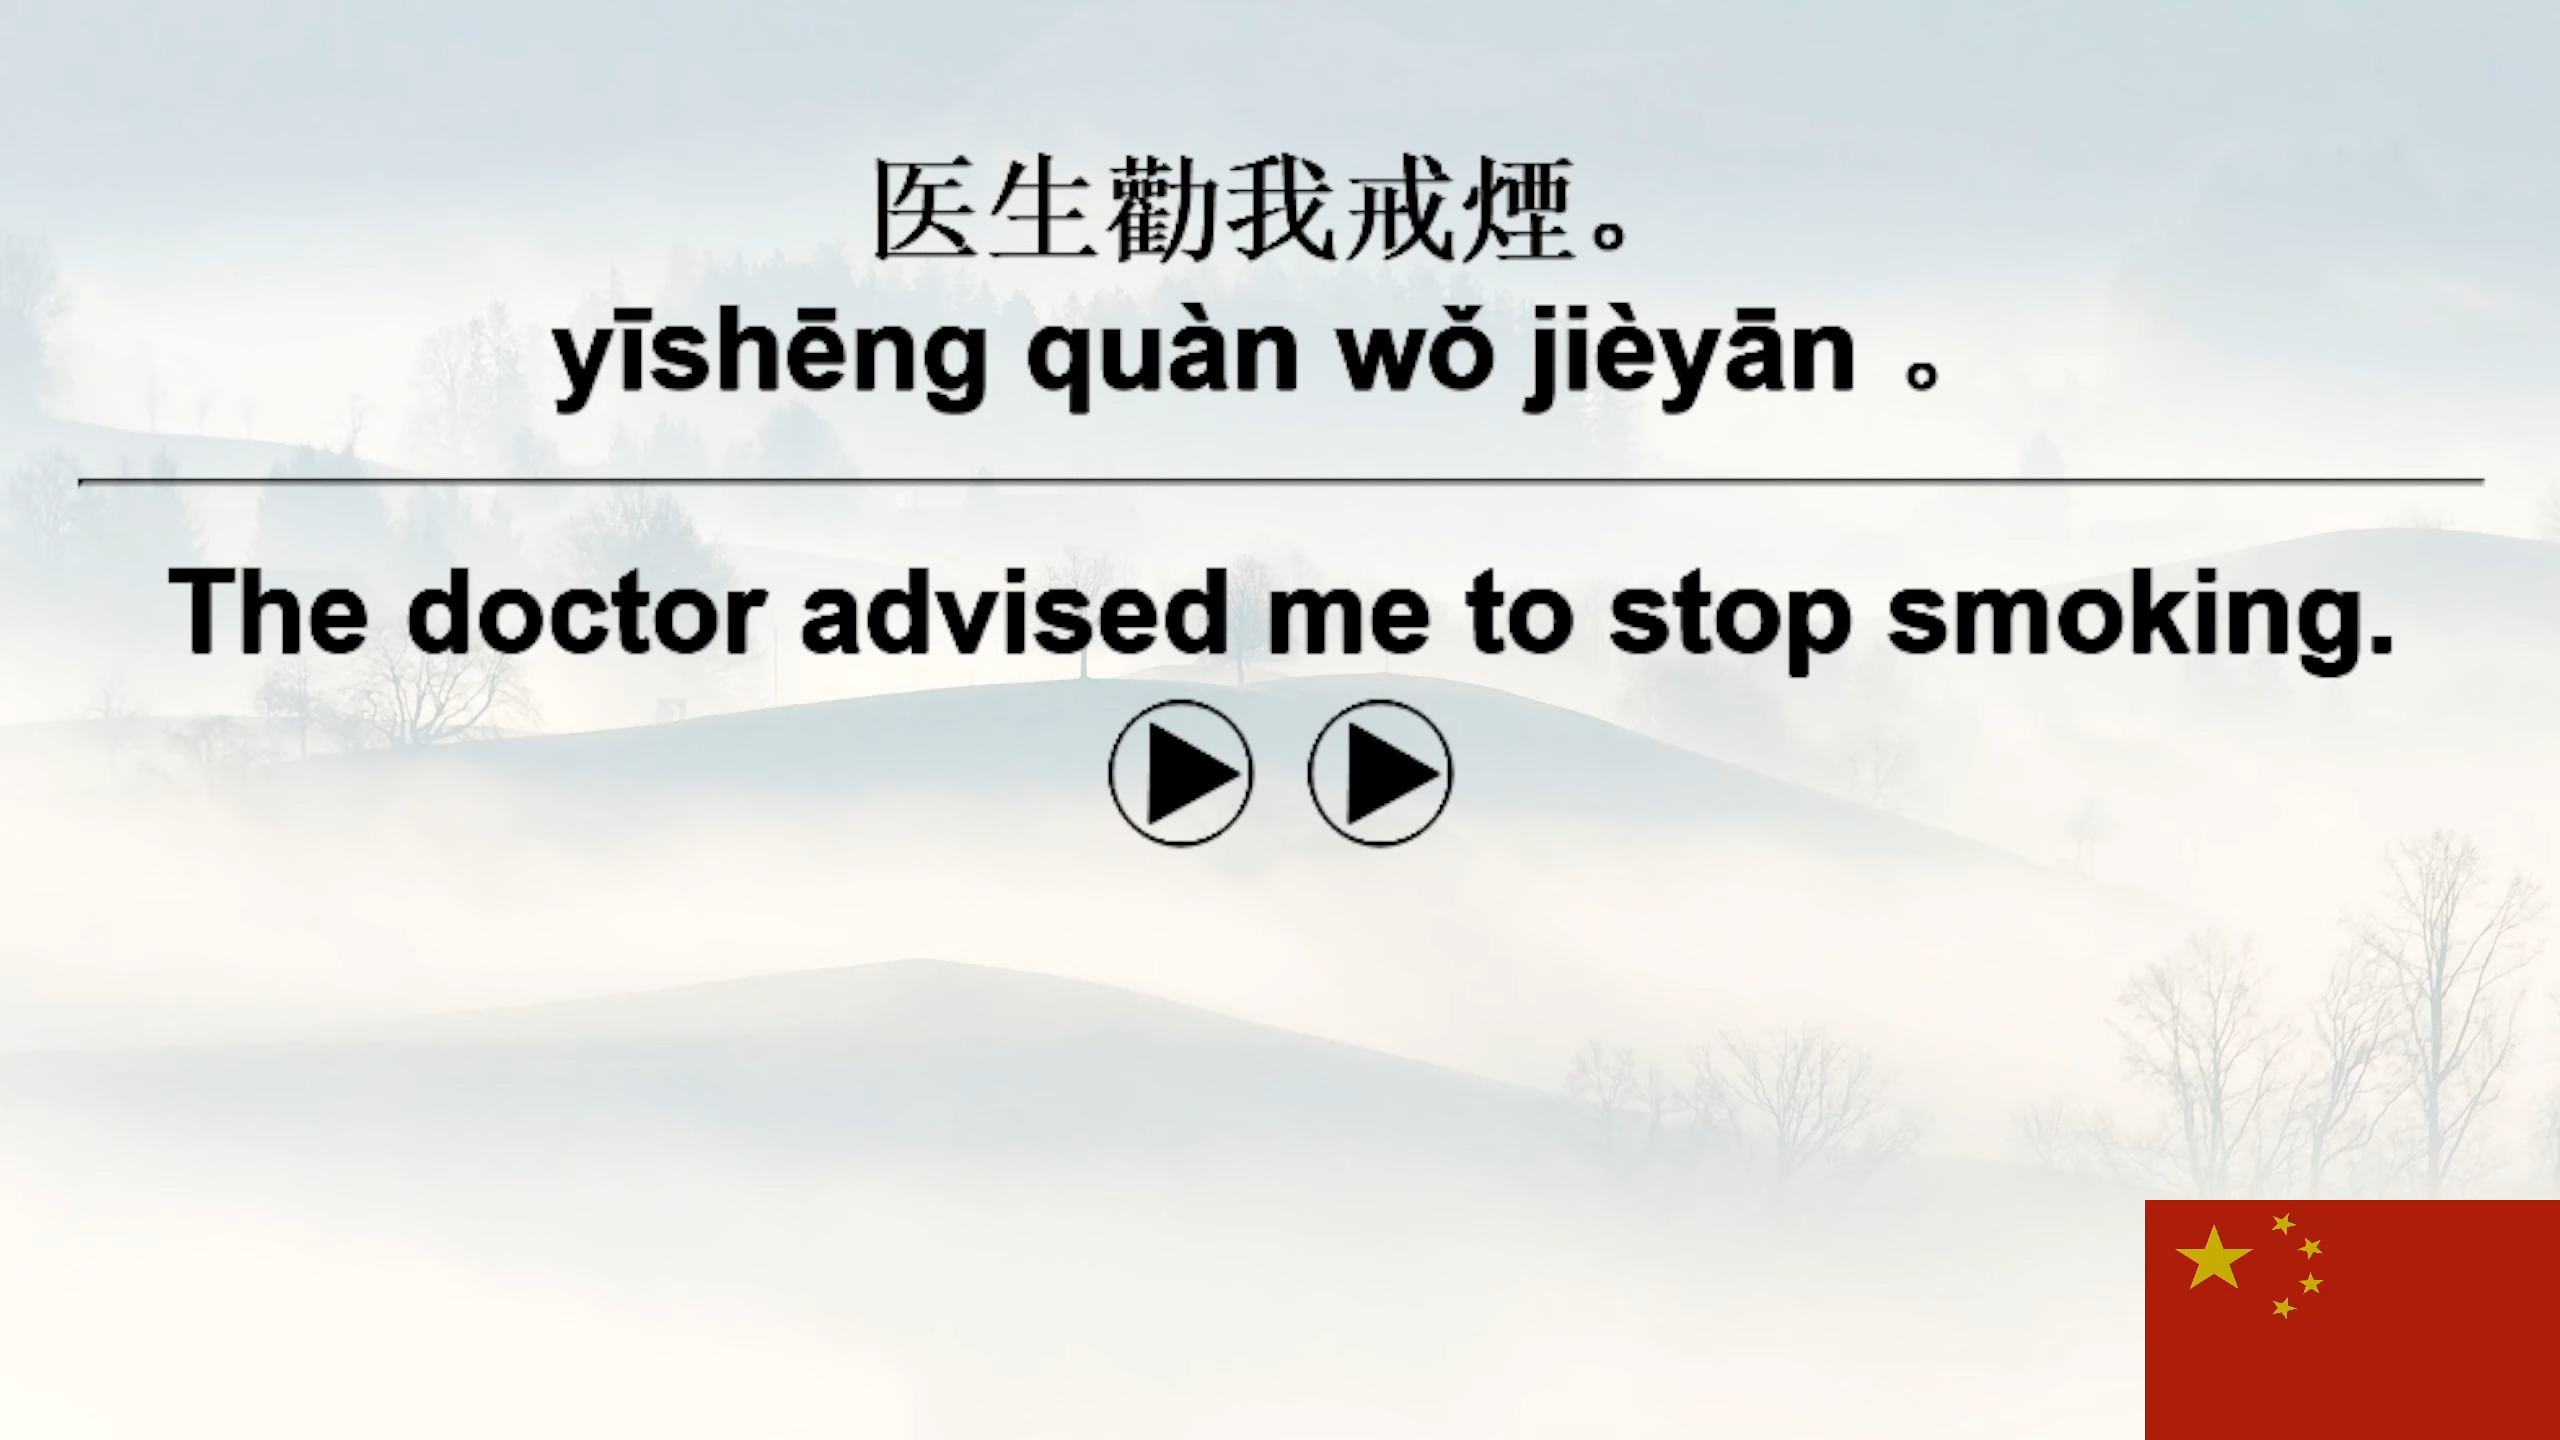 医生勸我戒煙。
yīshēng quàn wǒ jièyān 。
The doctor advised me to stop smoking.